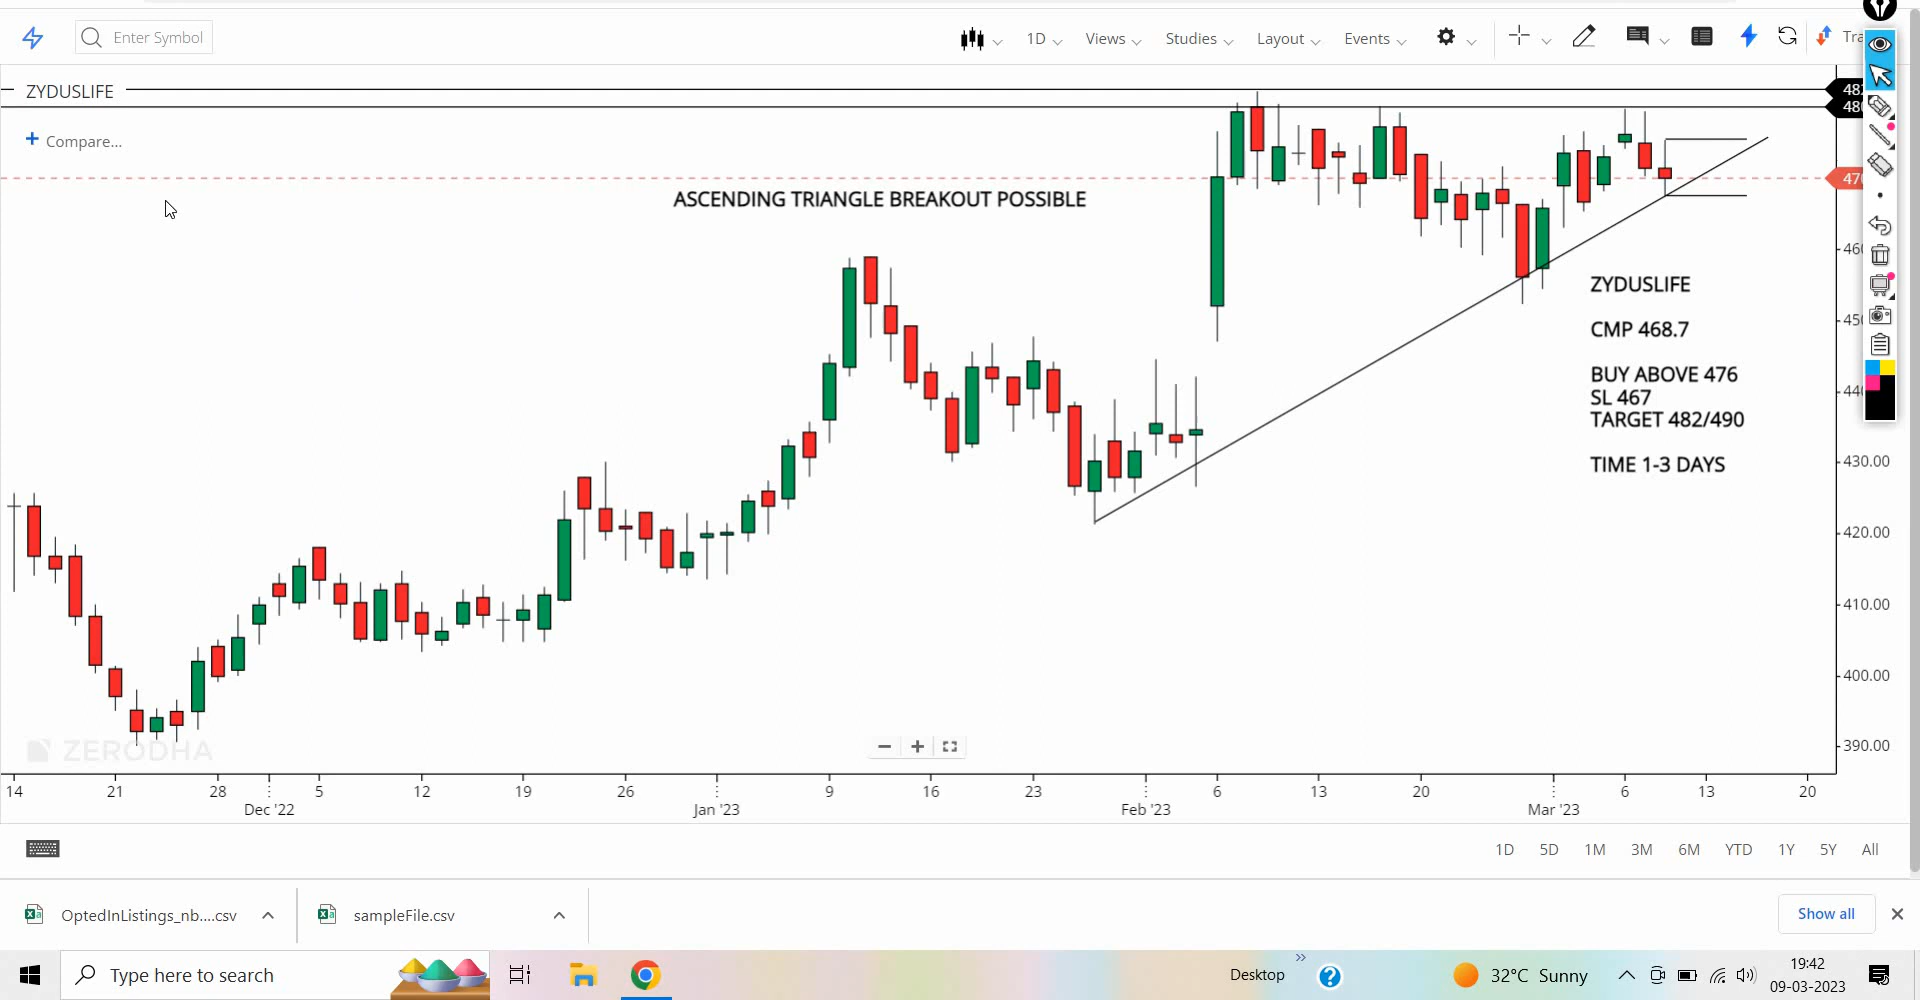 Enter Symbol
1D
Views
Studies
Layout
Events
ZYDUSLIFE
Compare...
ASCENDING TRIANGLE BREAKOUT POSSIBLE
ZYDUSLIFE
CMP 468.7
BUY ABOVE 476
SL 467
TARGET 482/490
TIME 1-3 DAYS
430.00
420.00
410.00
400.00
390.00
ZERODHA
14 21 28 5 12 19 26 9 16 23 6 13 20 6 13 20
Dec '22 Jan '23 Feb '23 Mar '23
1D 5D 1M 3M 6M YTD 1Y 5Y All
OptedInListings_nb....csv
sampleFile.csv
Show all
Type here to search
Desktop
32°C Sunny
19:42
09-03-2023